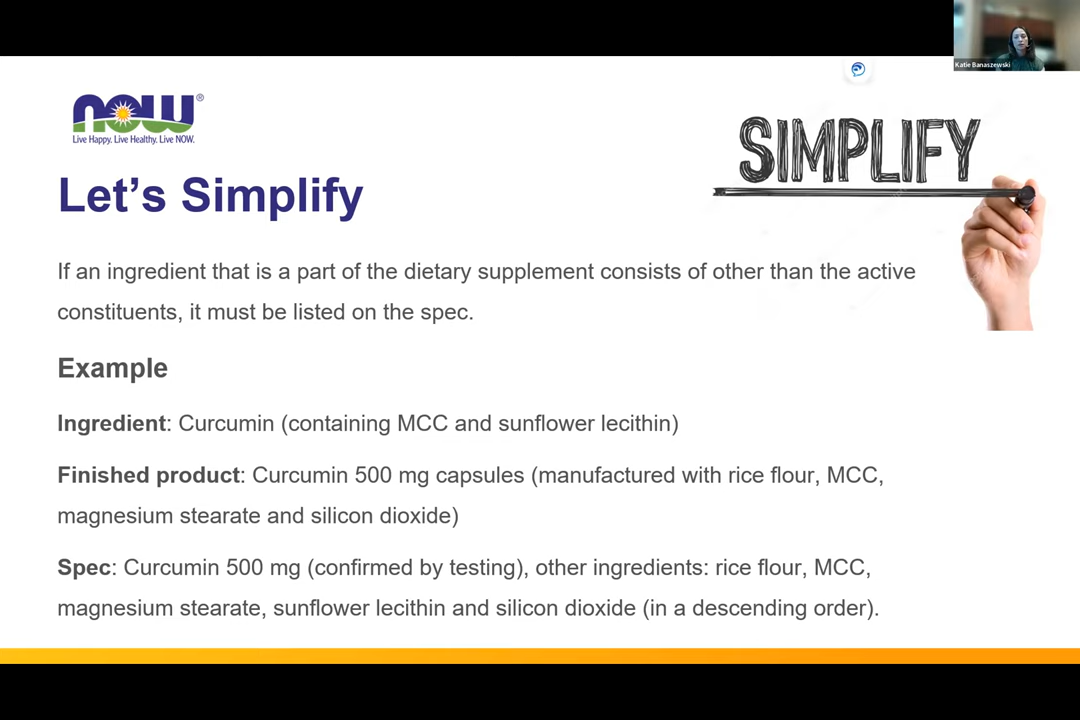 Katie Banaszewski
now®
Live Happy. Live Healthy. Live NOW.
SIMPLIFY
Let’s Simplify
If an ingredient that is a part of the dietary supplement consists of other than the active
constituents, it must be listed on the spec.
Example
Ingredient: Curcumin (containing MCC and sunflower lecithin)
Finished product: Curcumin 500 mg capsules (manufactured with rice flour, MCC,
magnesium stearate and silicon dioxide)
Spec: Curcumin 500 mg (confirmed by testing), other ingredients: rice flour, MCC,
magnesium stearate, sunflower lecithin and silicon dioxide (in a descending order).